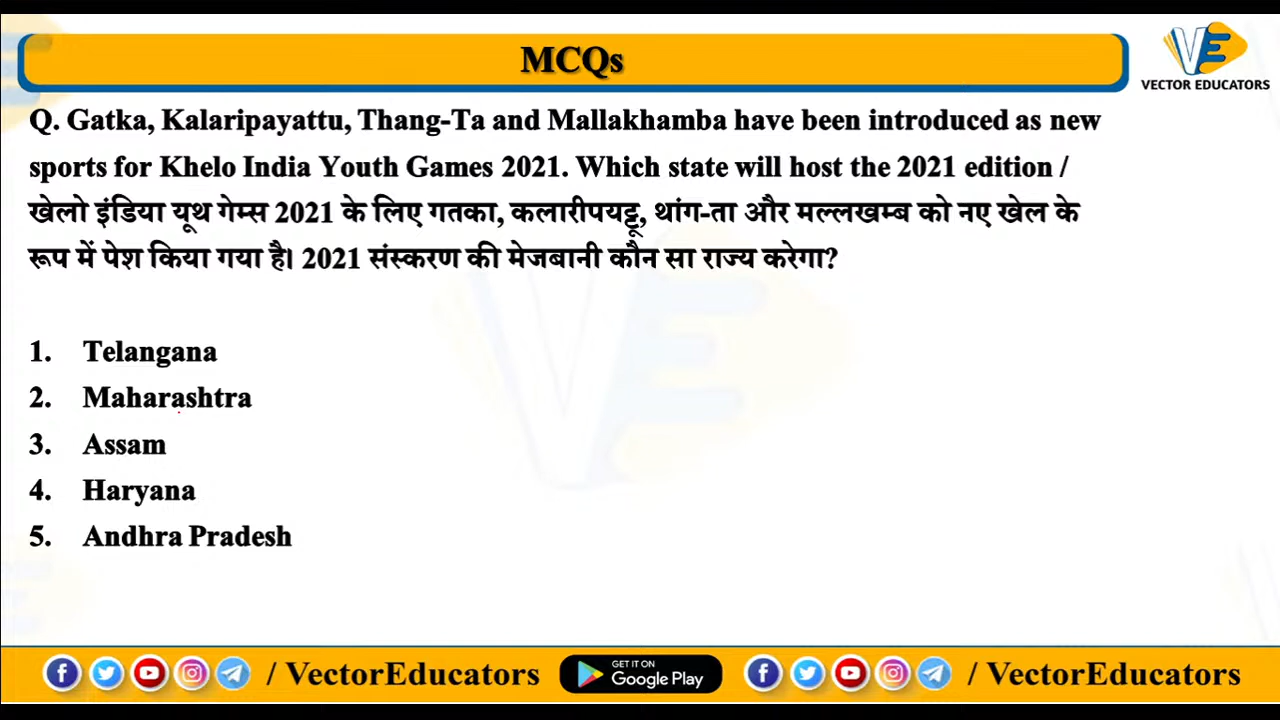 MCQs
VECTOR EDUCATORS
Q. Gatka, Kalaripayattu, Thang-Ta and Mallakhamba have been introduced as new
sports for Khelo India Youth Games 2021. Which state will host the 2021 edition /
खेलो इंडिया यूथ गेम्स 2021 के लिए गतका, कलारीपयट्टू, थांग-ता और मल्लखम्ब को नए खेल के
रूप में पेश किया गया है। 2021 संस्करण की मेजबानी कौन सा राज्य करेगा?
1. Telangana
2. Maharashtra
3. Assam
4. Haryana
5. Andhra Pradesh
/ VectorEducators GET IT ON Google Play / VectorEducators